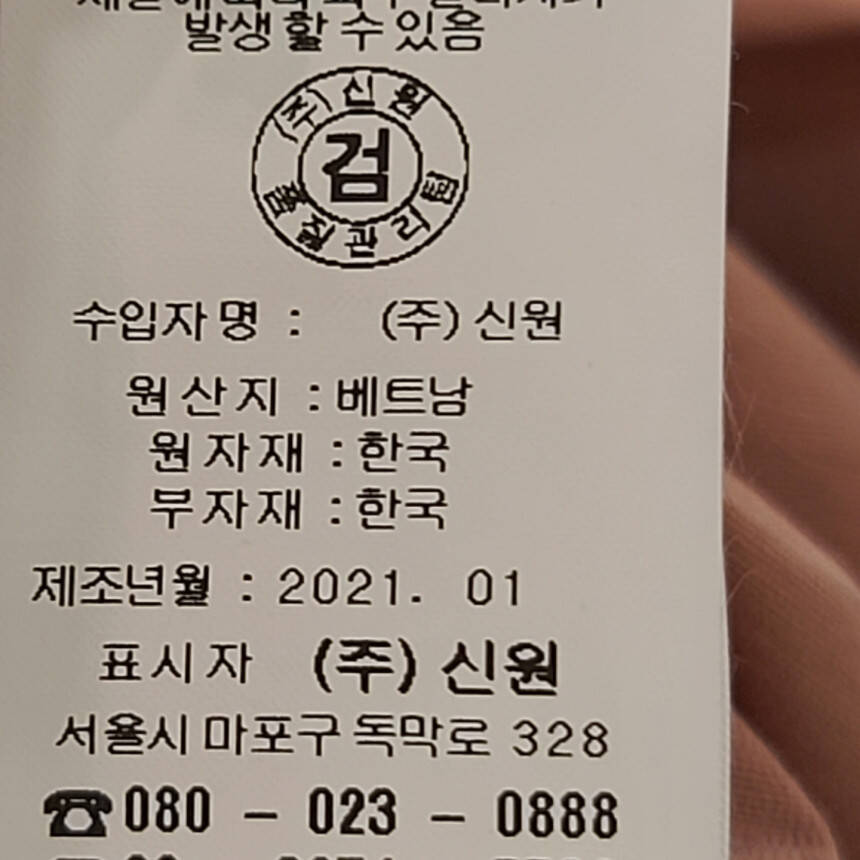 발생할 수 있음
(주)신원
검
품질관리팀
수입자명 : (주) 신원
원산지 : 베트남
원자재 : 한국
부자재 : 한국
제조년월 : 2021. 01
표시자 (주) 신원
서울시 마포구 독막로 328
☎080 - 023 - 0888